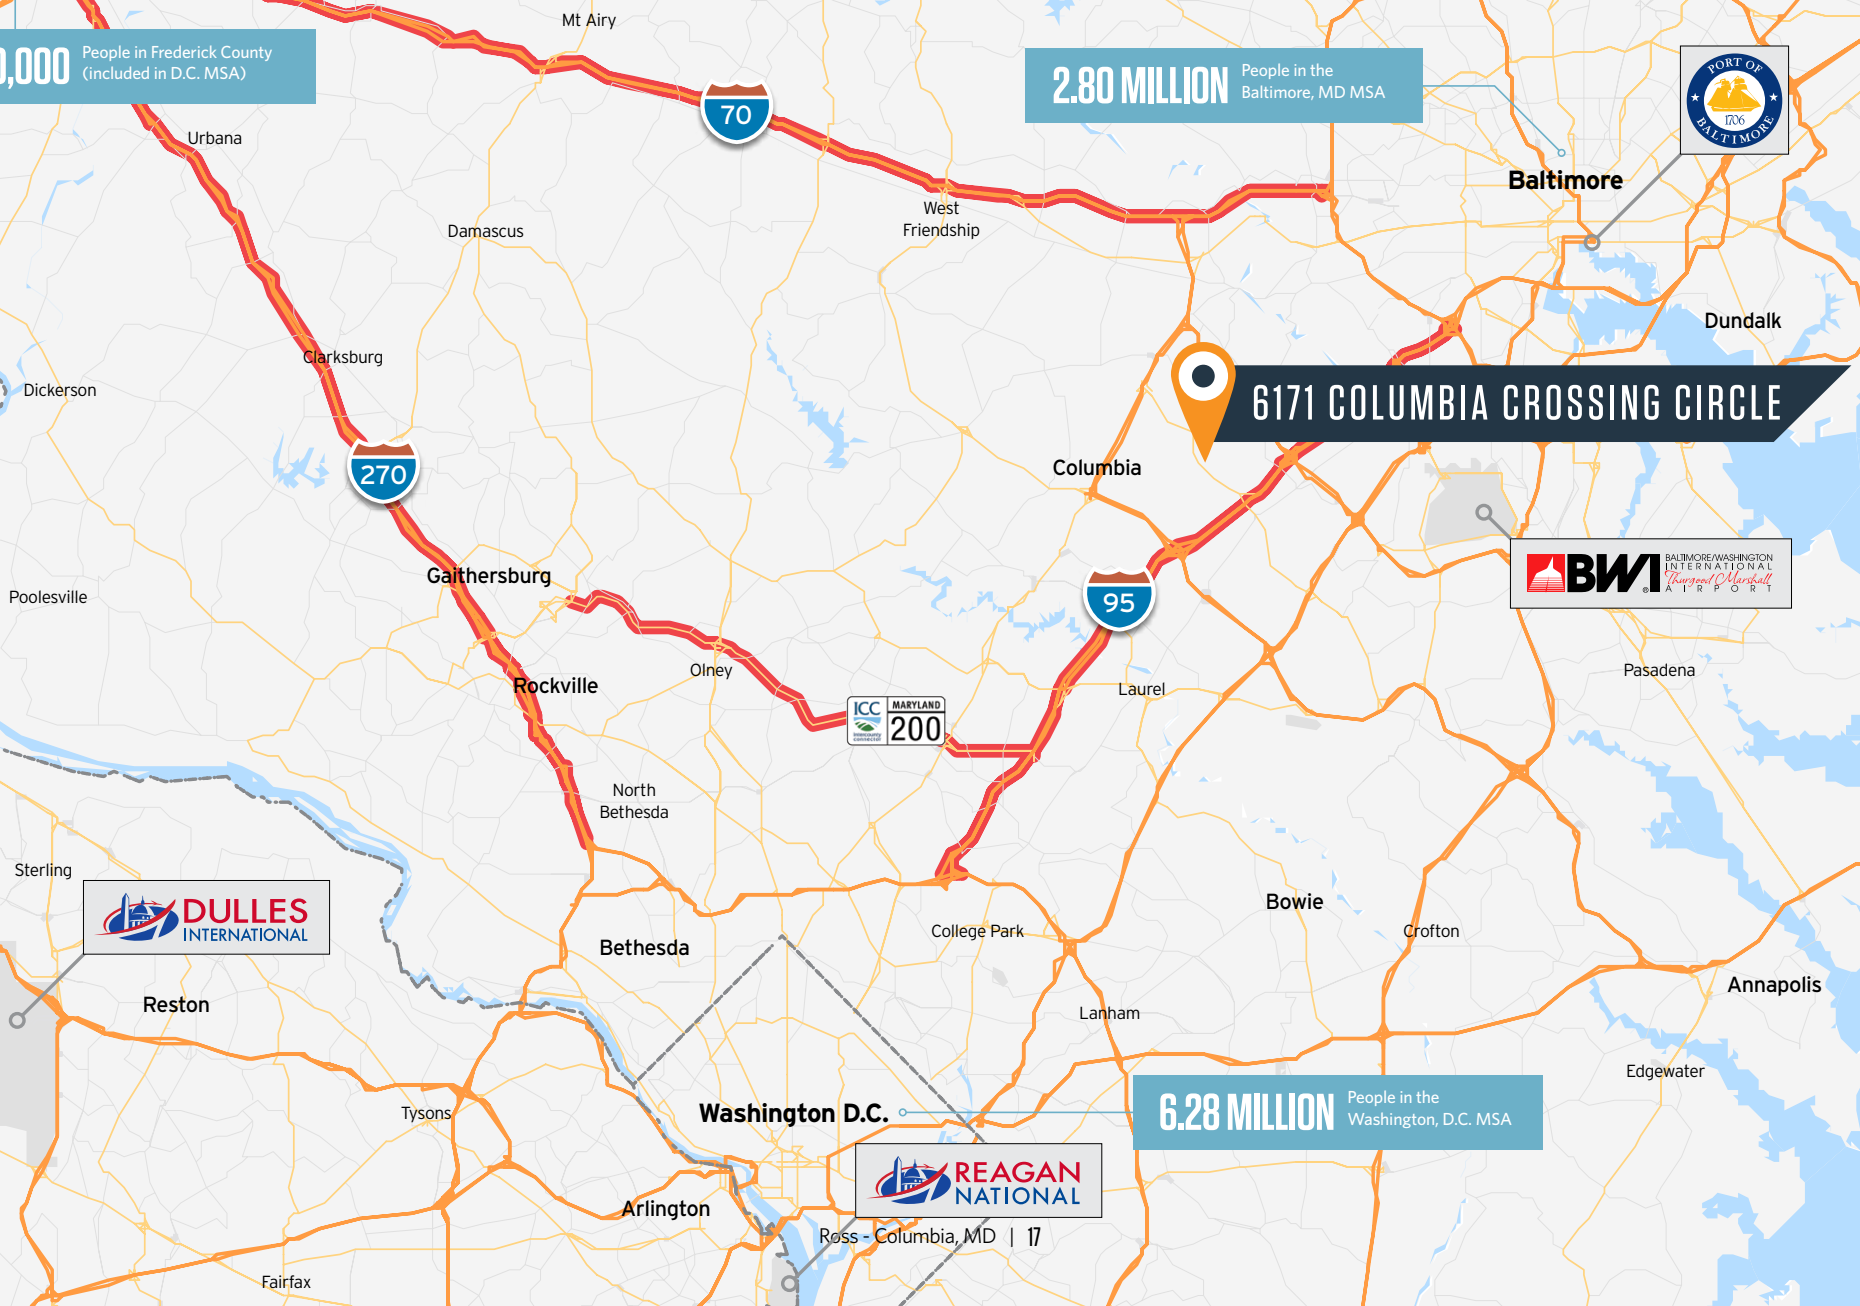 Mt Airy
0,000
People in Frederick County
(included in D.C. MSA)
2.80 MILLION
People in the
Baltimore, MD MSA
PORT OF
1706
BALTIMORE
70
Urbana
Baltimore
West
Friendship
Damascus
Dundalk
Clarksburg
Dickerson
6171 COLUMBIA CROSSING CIRCLE
Columbia
270
Gaithersburg
BWI
BALTIMORE/WASHINGTON
INTERNATIONAL
Thurgood Marshall
AIRPORT
Poolesville
95
Olney
Pasadena
Rockville
Laurel
ICC
intercounty
connector
MARYLAND
200
North
Bethesda
Sterling
DULLES
INTERNATIONAL
Bowie
College Park
Crofton
Bethesda
Annapolis
Reston
Lanham
Edgewater
Tysons
Washington D.C.
6.28 MILLION
People in the
Washington, D.C. MSA
REAGAN
NATIONAL
Arlington
Ross - Columbia, MD | 17
Fairfax